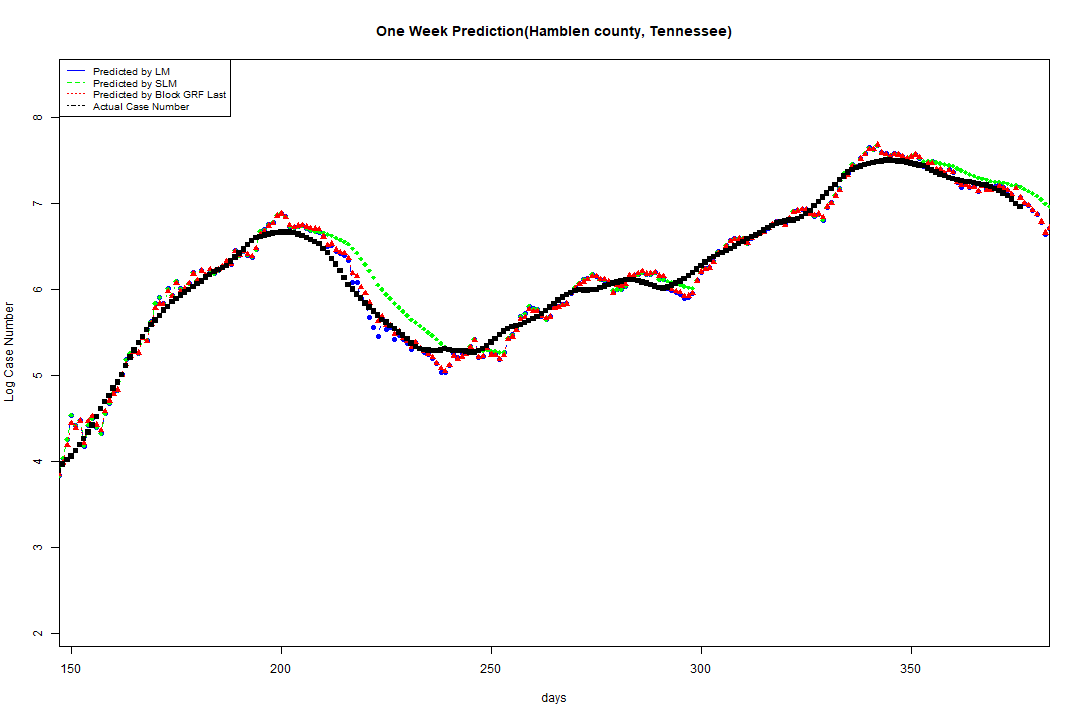 One Week Prediction(Hamblen county, Tennessee)
Predicted by LM
Predicted by SLM
Predicted by Block GRF Last
Actual Case Number
8
7
6
5
4
3
2
Log Case Number
150 200 250 300 350
days